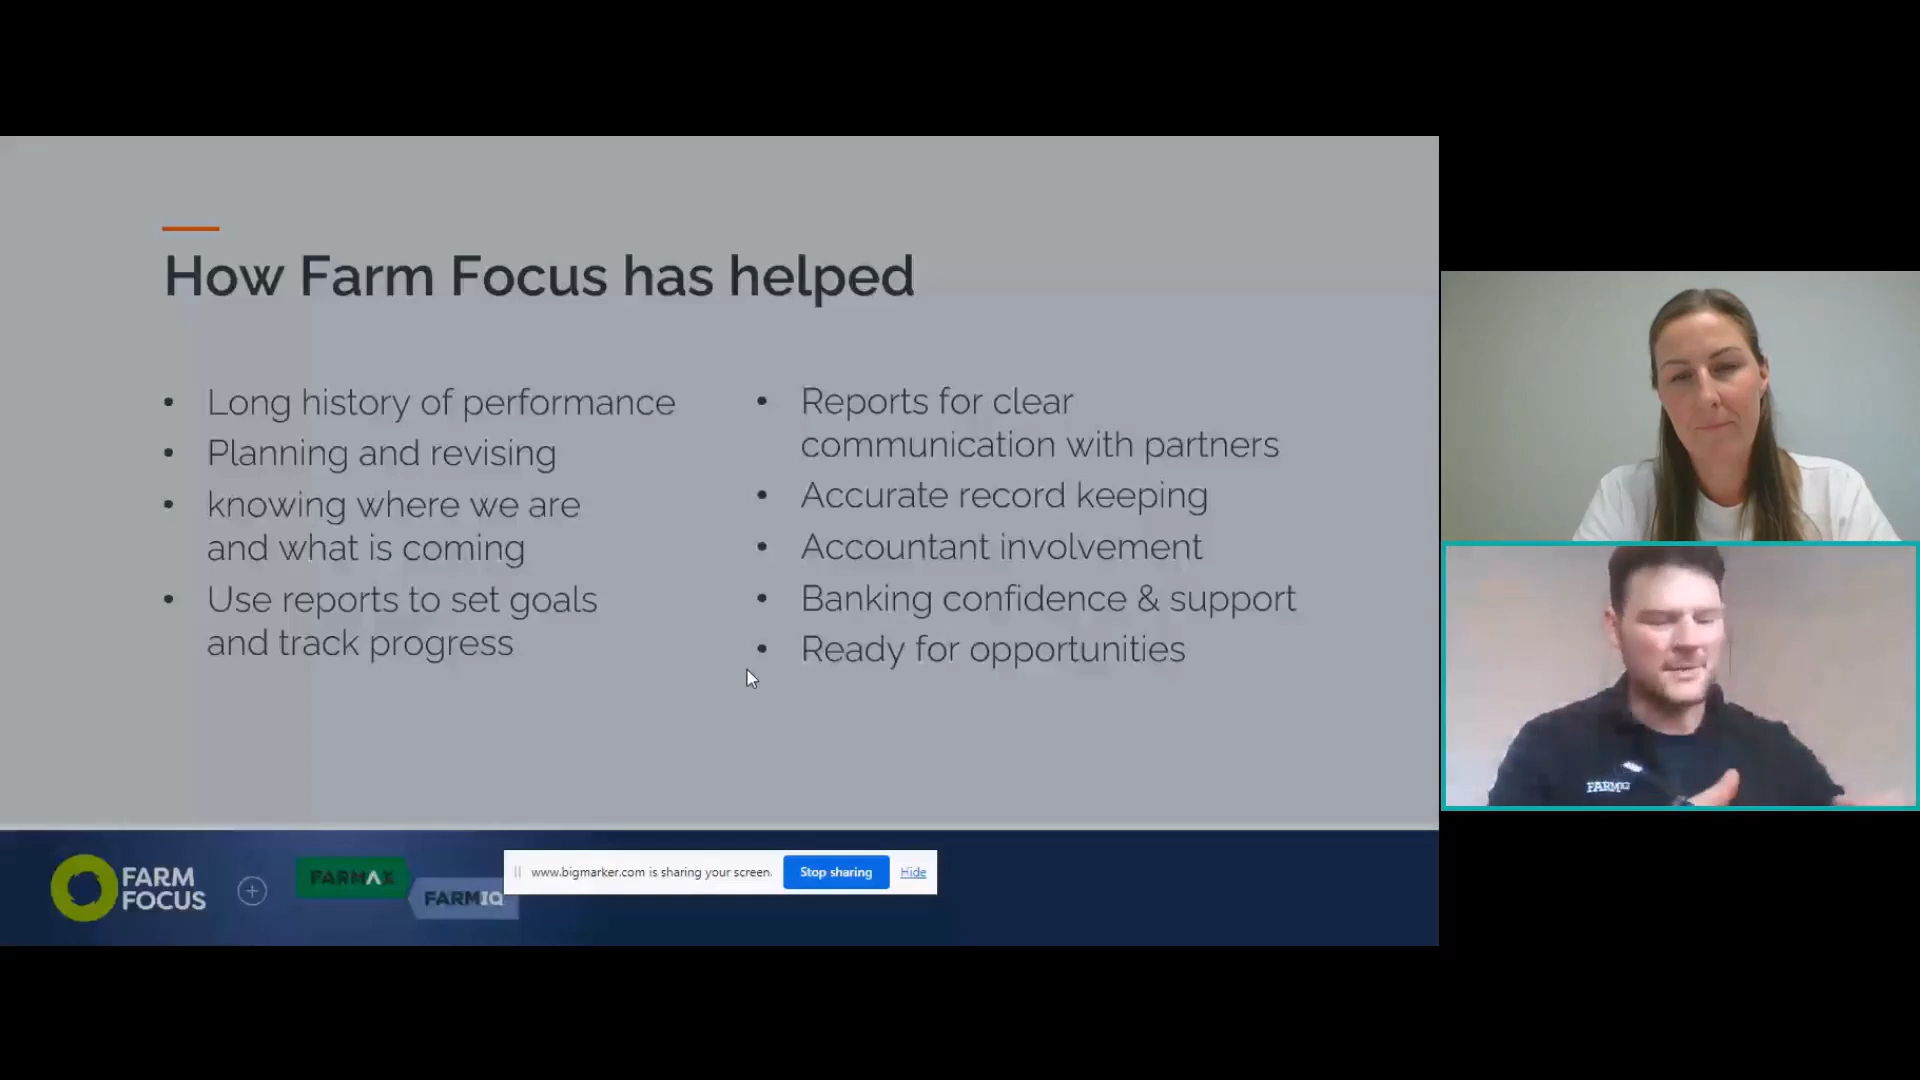 How Farm Focus has helped
• Long history of performance
• Planning and revising
• knowing where we are
and what is coming
• Use reports to set goals
and track progress
• Reports for clear
communication with partners
• Accurate record keeping
• Accountant involvement
• Banking confidence & support
• Ready for opportunities
FARM
FOCUS
FARMAX
FARMIQ
www.bigmarker.com is sharing your screen.
Stop sharing
Hide
FARMIQ